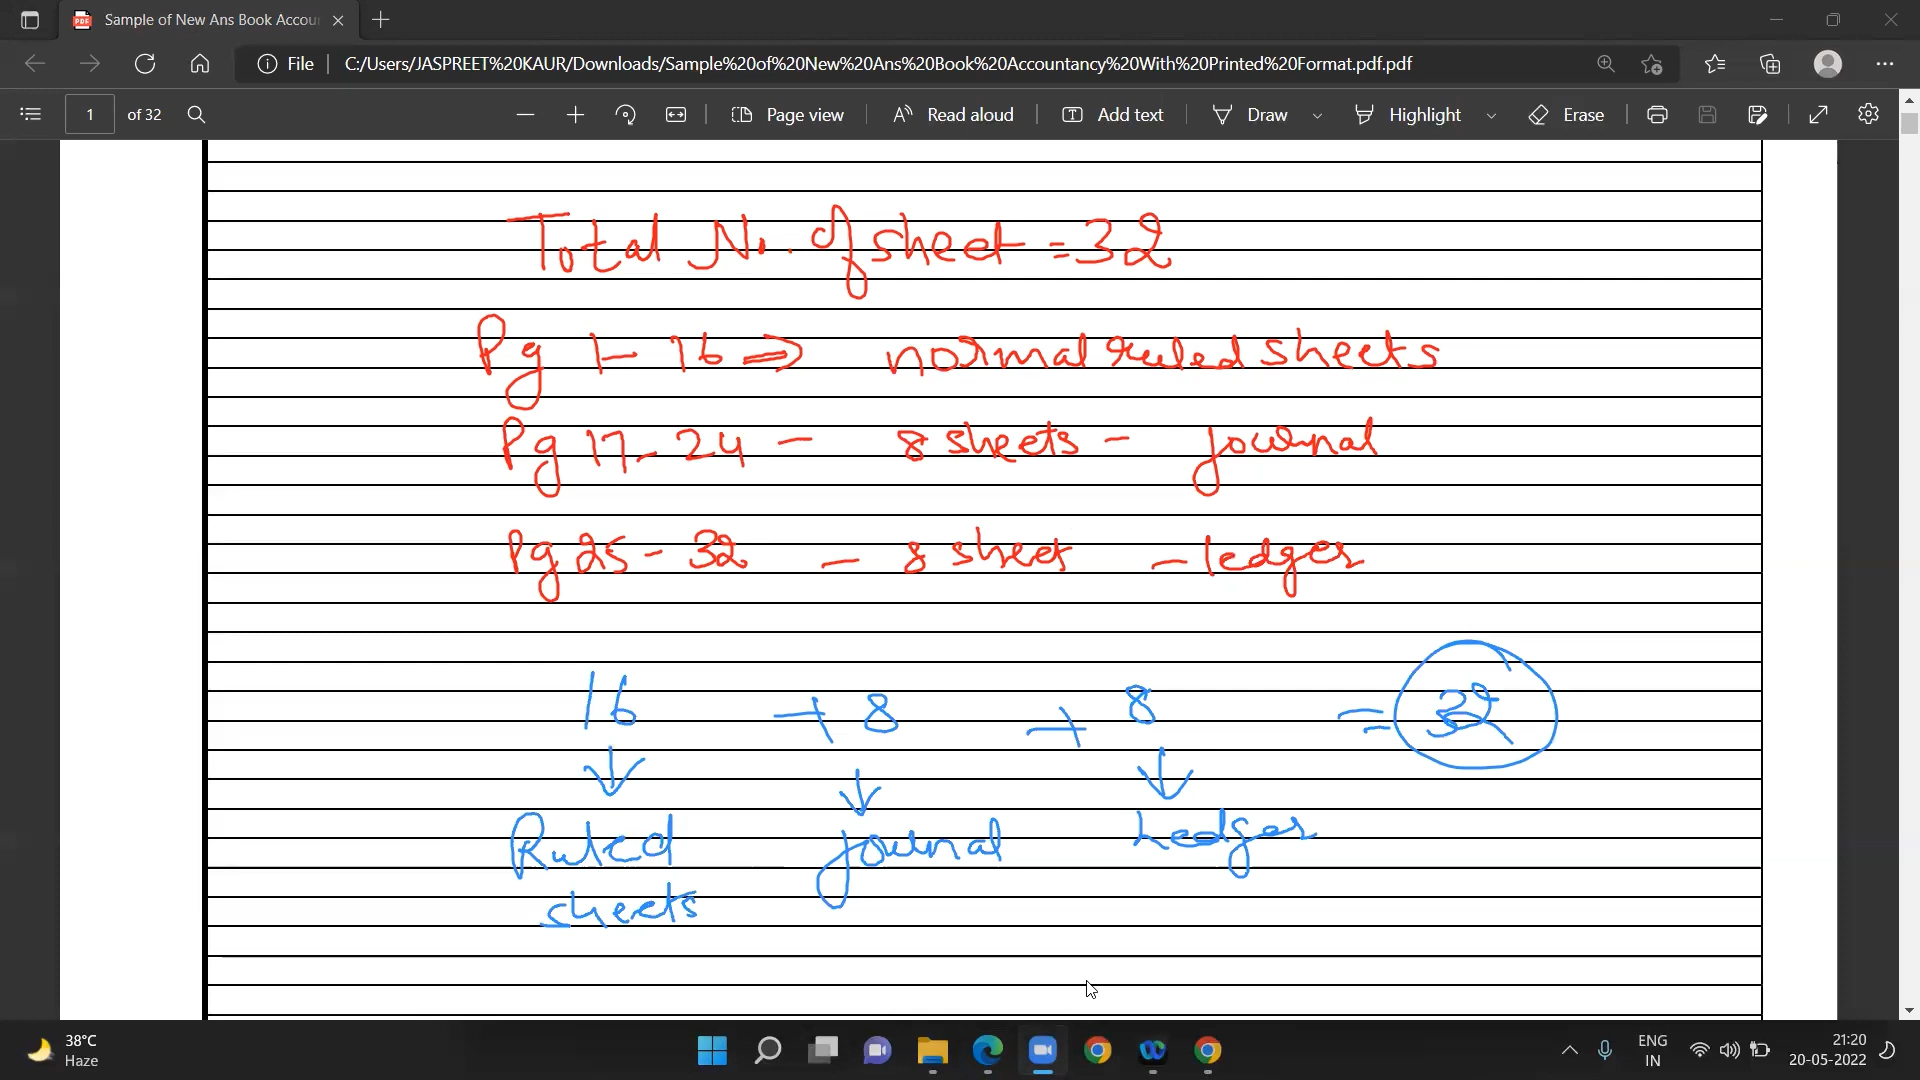 Sample of New Ans Book Accou
File
C:/Users/JASPREET%20KAUR/Downloads/Sample%20of%20New%20Ans%20Book%20Accountancy%20With%20Printed%20Format.pdf.pdf
1 of 32
Page view
Read aloud
Add text
Draw
Highlight
Erase
Total No. of sheet = 32
Pg 1-16 ⇒ normal ruled sheets
Pg 17-24 - 8 sheets - journal
Pg 25-32 - 8 sheet - ledger
16 + 8 + 8 = 32
Ruled sheets
journal
Ledger
38°C
Haze
ENG
IN
21:20
20-05-2022